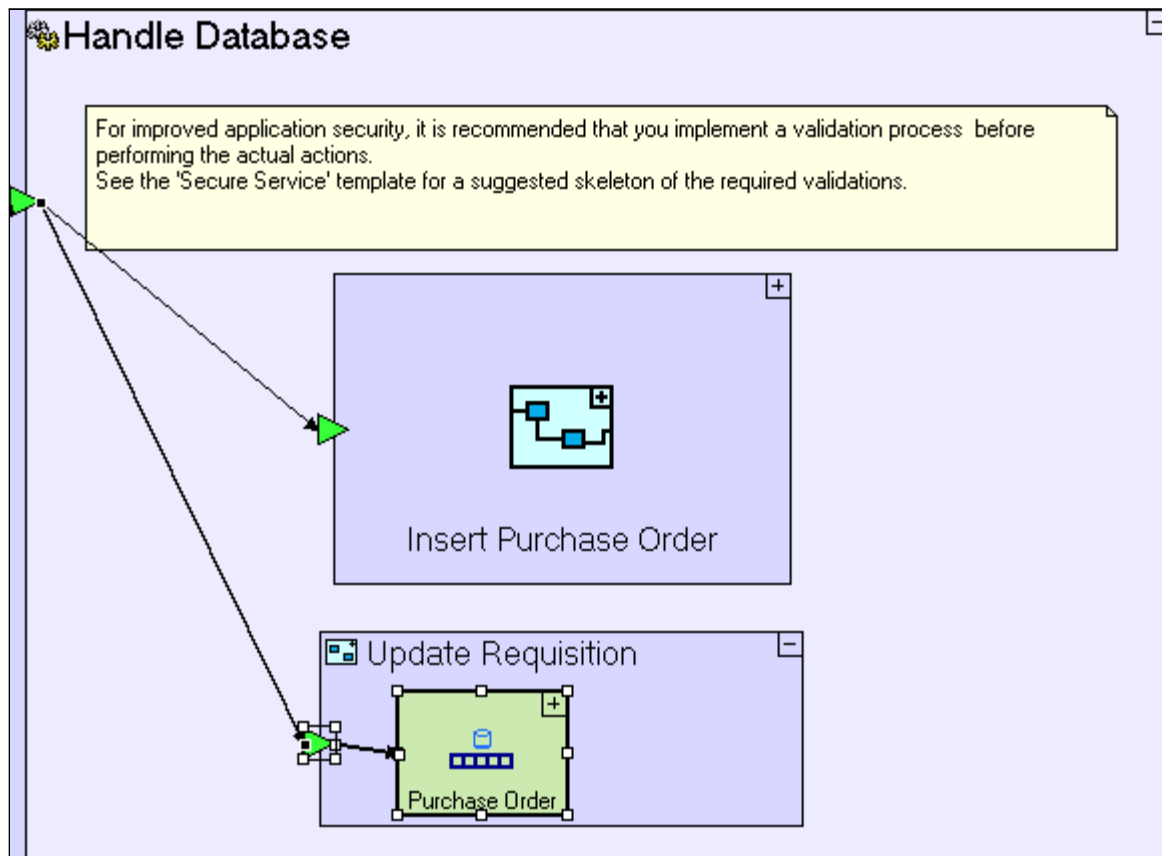 Handle Database
For improved application security, it is recommended that you implement a validation process before
performing the actual actions.
See the 'Secure Service' template for a suggested skeleton of the required validations.
Insert Purchase Order
Update Requisition
Purchase Order